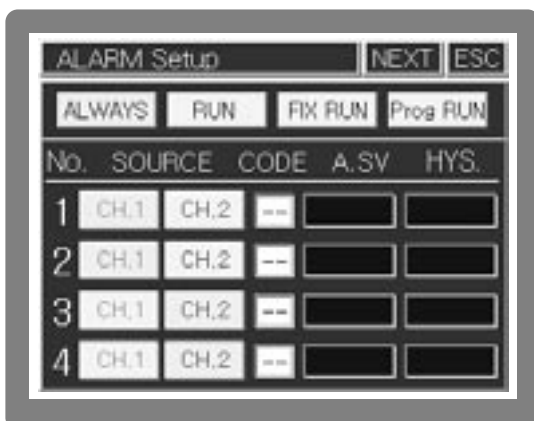 ALARM Setup NEXT ESC
ALWAYS RUN FIX RUN Prog RUN
No. SOURCE CODE A.SV HYS.
1 CH.1 CH.2 --
2 CH.1 CH.2 --
3 CH.1 CH.2 --
4 CH.1 CH.2 --